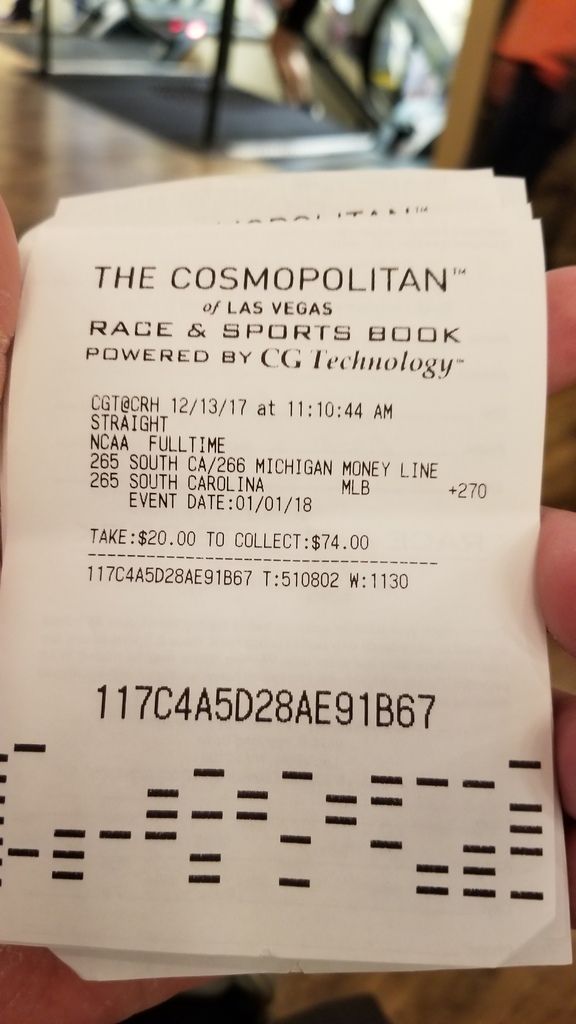 THE COSMOPOLITAN™
of LAS VEGAS
RACE & SPORTS BOOK
POWERED BY CG Technology™
CGT@CRH 12/13/17 at 11:10:44 AM
STRAIGHT
NCAA FULLTIME
265 SOUTH CA/266 MICHIGAN MONEY LINE
265 SOUTH CAROLINA MLB +270
EVENT DATE:01/01/18
TAKE:$20.00 TO COLLECT:$74.00
117C4A5D28AE91B67 T:510802 W:1130
117C4A5D28AE91B67